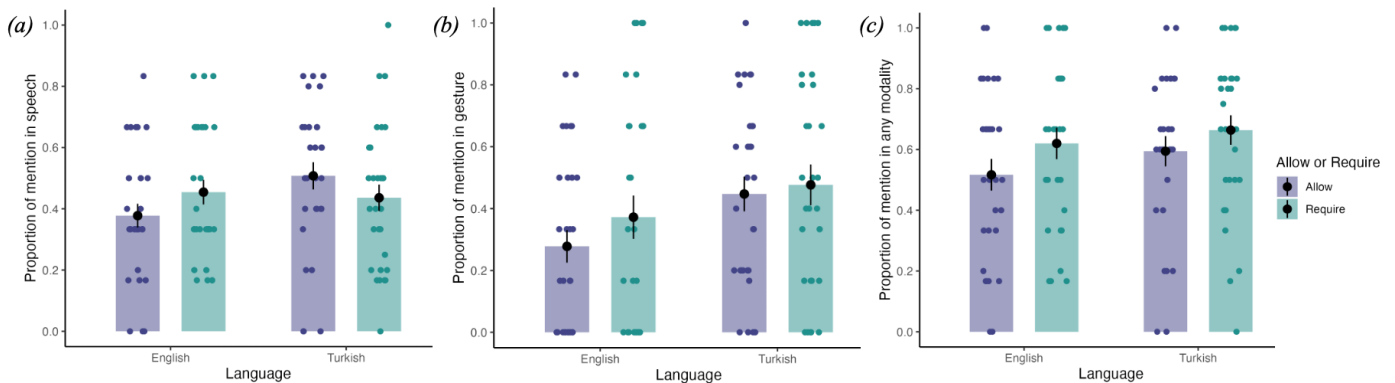 (a)
Proportion of mention in speech
1.0
0.8
0.6
0.4
0.2
0.0
English
Turkish
Language
(b)
Proportion of mention in gesture
1.0
0.8
0.6
0.4
0.2
0.0
English
Turkish
Language
(c)
Proportion of mention in any modality
1.0
0.8
0.6
0.4
0.2
0.0
English
Turkish
Language
Allow or Require
Allow
Require